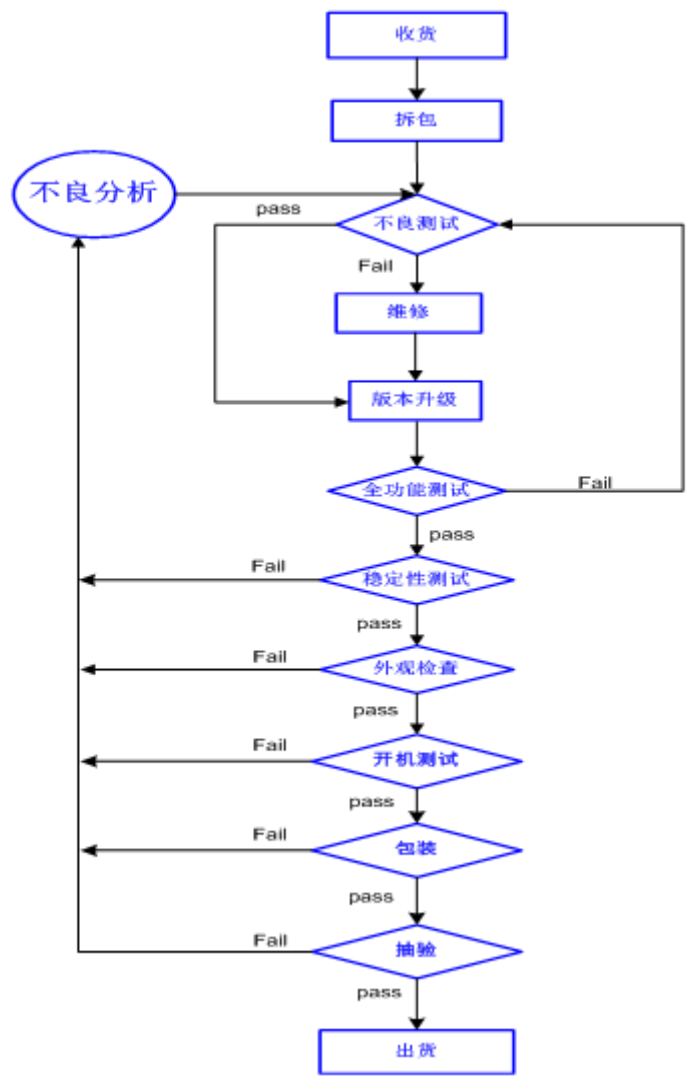 收货
拆包
不良分析
pass
不良测试
Fail
维修
版本升级
全功能测试
Fail
pass
Fail
稳定性测试
pass
Fail
外观检查
pass
Fail
开机测试
pass
Fail
包装
pass
Fail
抽验
pass
出货